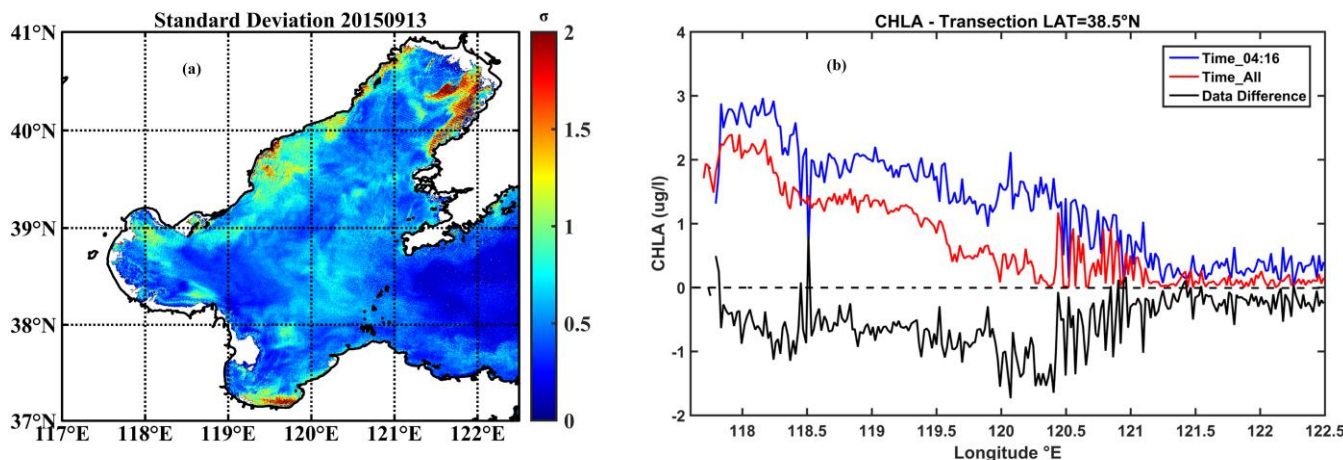 Standard Deviation 20150913
σ
(a)
41°N
40°N
39°N
38°N
37°N
117°E 118°E 119°E 120°E 121°E 122°E
2
1.5
1
0.5
0
CHLA - Transection LAT=38.5°N
(b)
Time_04:16
Time_All
Data Difference
CHLA (ug/l)
4
3
2
1
0
-1
-2
118 118.5 119 119.5 120 120.5 121 121.5 122 122.5
Longitude °E